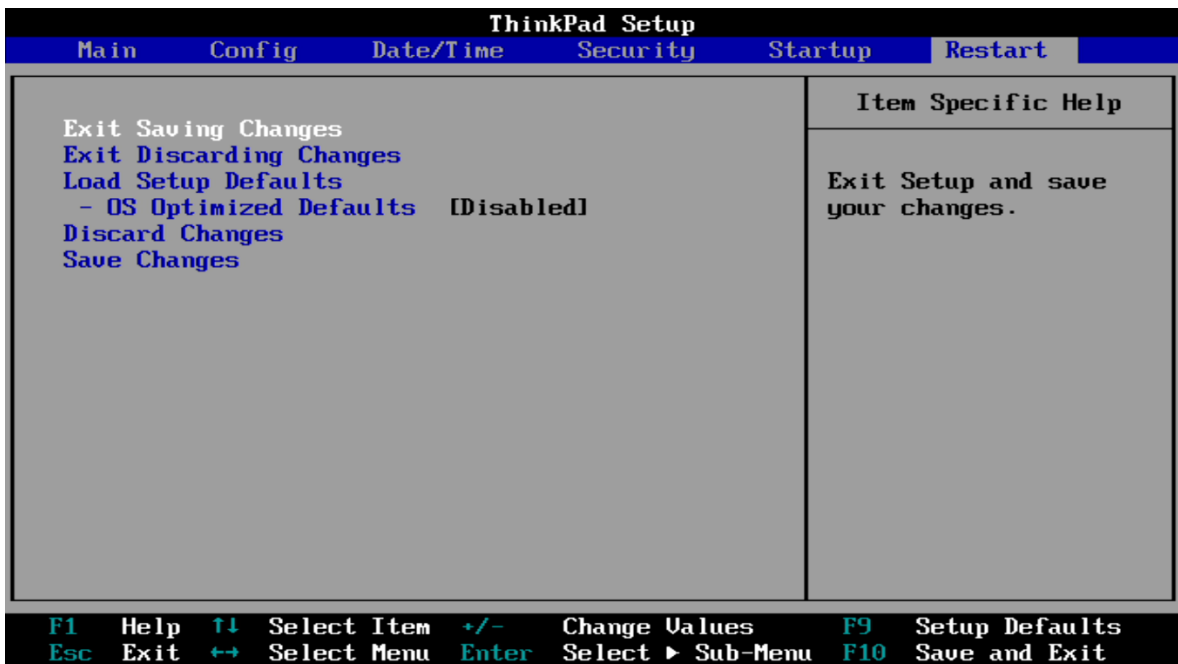 ThinkPad Setup
Main Config Date/Time Security Startup Restart
Exit Saving Changes
Exit Discarding Changes
Load Setup Defaults
- OS Optimized Defaults [Disabled]
Discard Changes
Save Changes
Item Specific Help
Exit Setup and save
your changes.
F1 Help ↑↓ Select Item +/- Change Values F9 Setup Defaults
Esc Exit ←→ Select Menu Enter Select ▶ Sub-Menu F10 Save and Exit